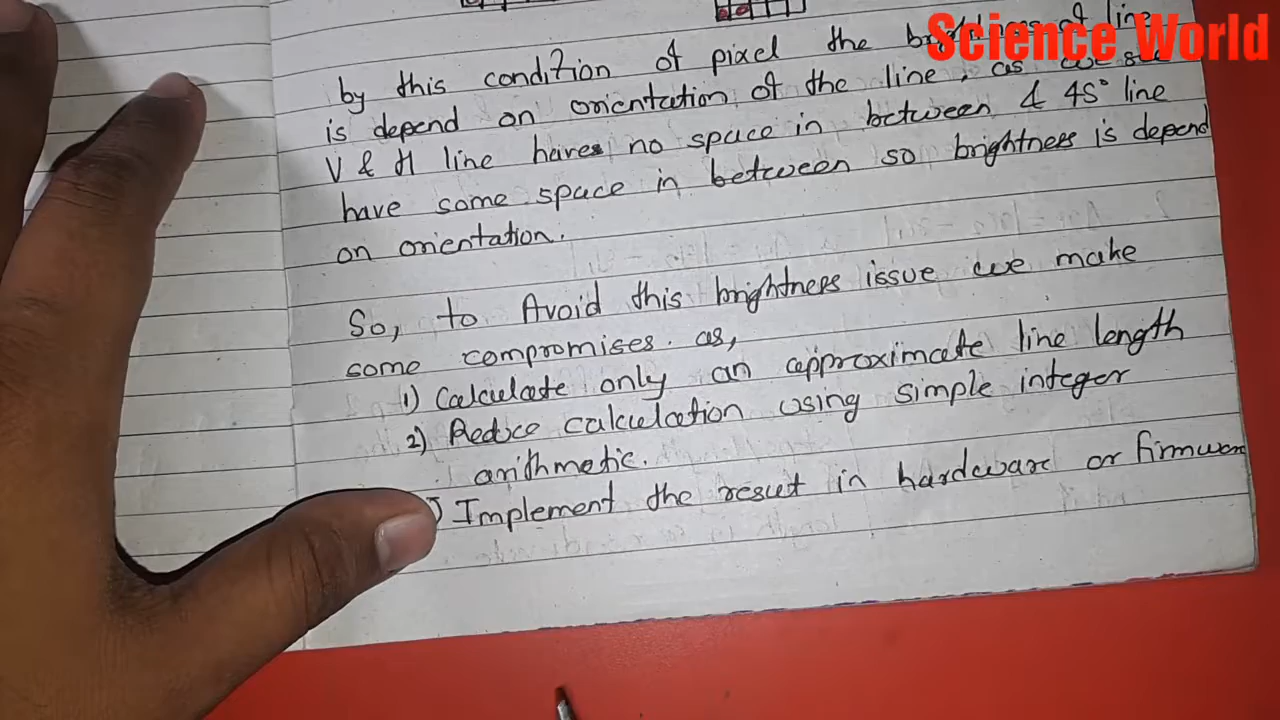 Science World
by this condition of pixel the brightness of line
is depend on orientation of the line, as we see
V & H line haves no space in between & 45° line
have some space in between so brightness is depend
on orientation.
So, to Avoid this brightness issue we make
some compromises. as,
1) Calculate only an approximate line length
2) Reduce calculation using simple integer
arithmetic.
) Implement the result in hardware or firmware